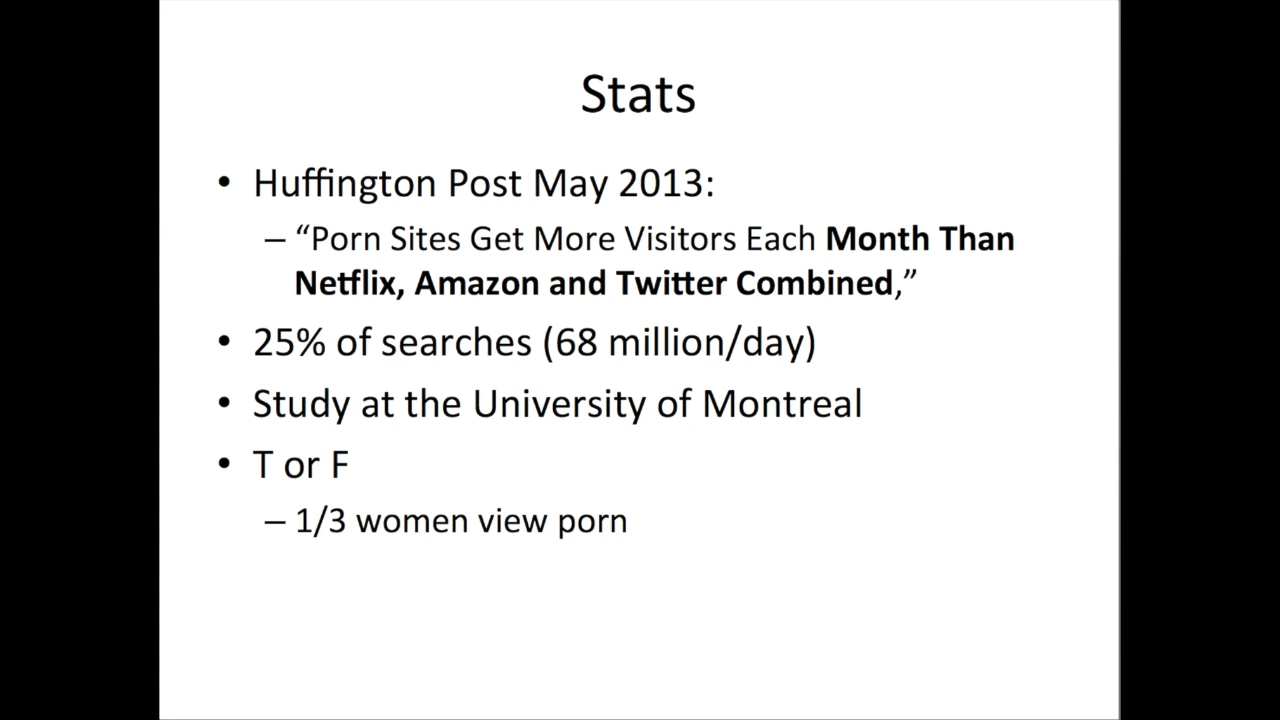 Stats
• Huffington Post May 2013:
– “Porn Sites Get More Visitors Each Month Than
Netflix, Amazon and Twitter Combined,”
• 25% of searches (68 million/day)
• Study at the University of Montreal
• T or F
– 1/3 women view porn